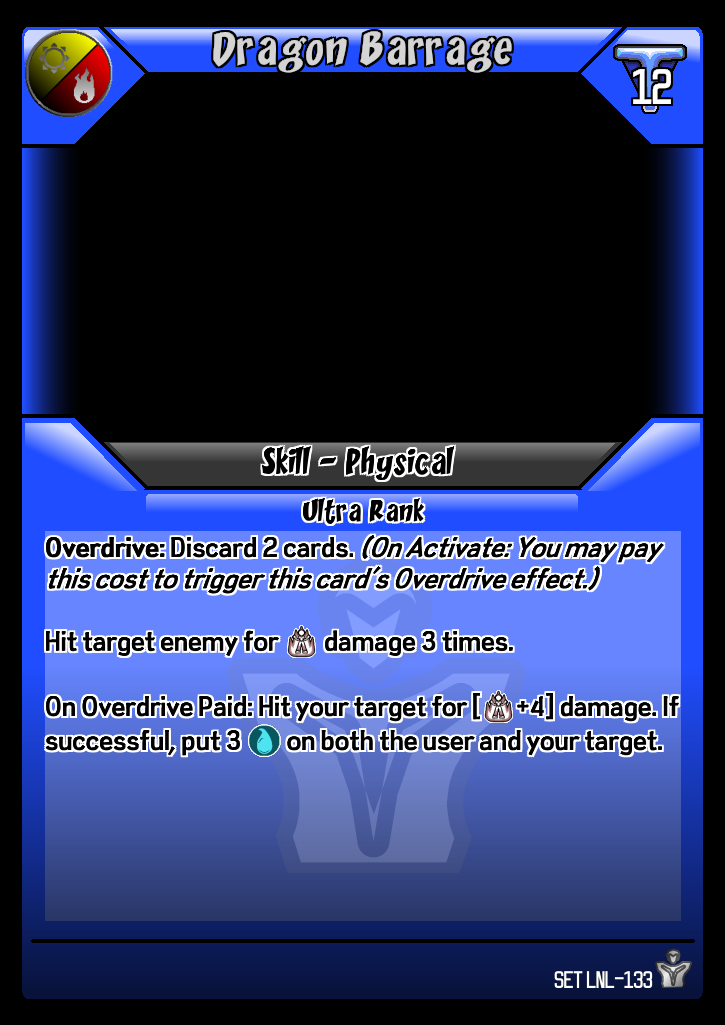 Dragon Barrage
12
Skill - Physical
Ultra Rank
Overdrive: Discard 2 cards. (On Activate: You may pay
this cost to trigger this card's Overdrive effect.)
Hit target enemy for damage 3 times.
On Overdrive Paid: Hit your target for [ +4] damage. If
successful, put 3 on both the user and your target.
SET LNL-133